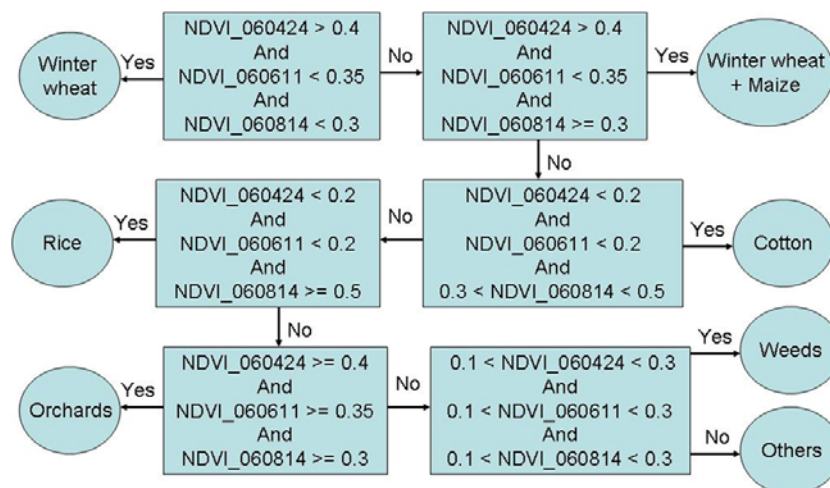 Winter
wheat
Yes
NDVI_060424 > 0.4
And
NDVI_060611 < 0.35
And
NDVI_060814 < 0.3
No
NDVI_060424 > 0.4
And
NDVI_060611 < 0.35
And
NDVI_060814 >= 0.3
Yes
Winter wheat
+ Maize
No
Rice
Yes
NDVI_060424 < 0.2
And
NDVI_060611 < 0.2
And
NDVI_060814 >= 0.5
No
NDVI_060424 < 0.2
And
NDVI_060611 < 0.2
And
0.3 < NDVI_060814 < 0.5
Yes
Cotton
No
Orchards
Yes
NDVI_060424 >= 0.4
And
NDVI_060611 >= 0.35
And
NDVI_060814 >= 0.3
No
0.1 < NDVI_060424 < 0.3
And
0.1 < NDVI_060611 < 0.3
And
0.1 < NDVI_060814 < 0.3
Yes
Weeds
No
Others